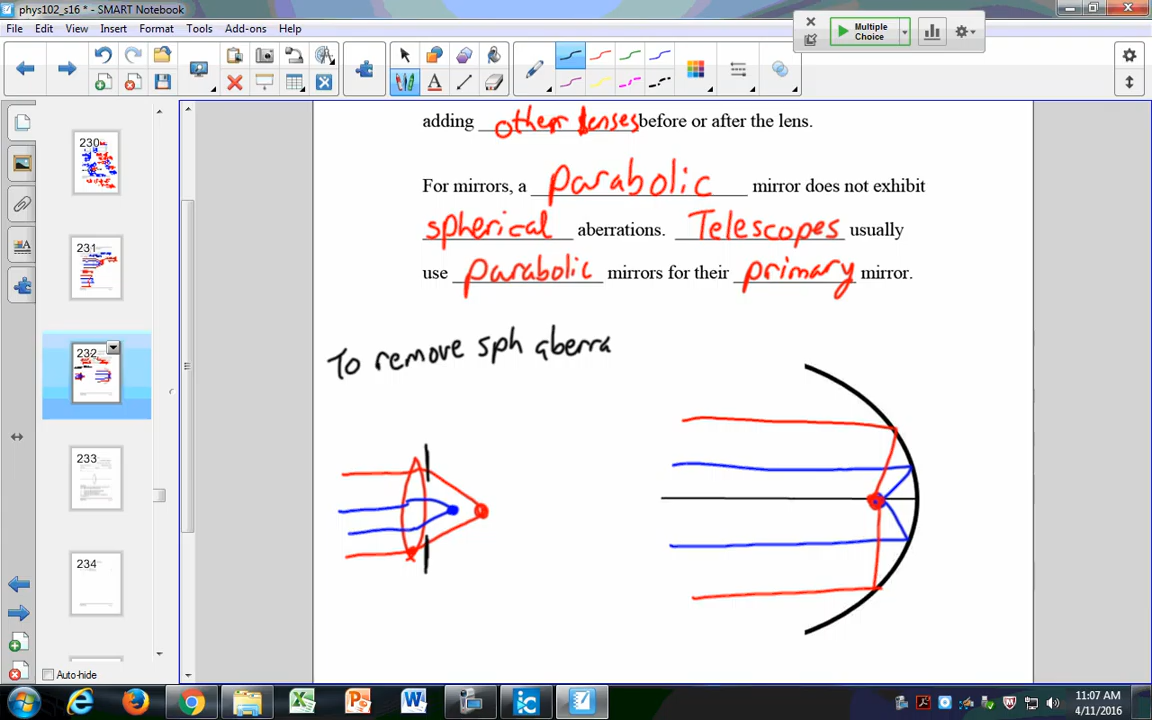 phys102_s16 * - SMART Notebook
File Edit View Insert Format Tools Add-ons Help
Multiple Choice
A
230
231
232
233
234
Auto-hide
adding other lenses before or after the lens.
For mirrors, a parabolic mirror does not exhibit
spherical aberrations. Telescopes usually
use parabolic mirrors for their primary mirror.
To remove sph aberra
11:07 AM
4/11/2016